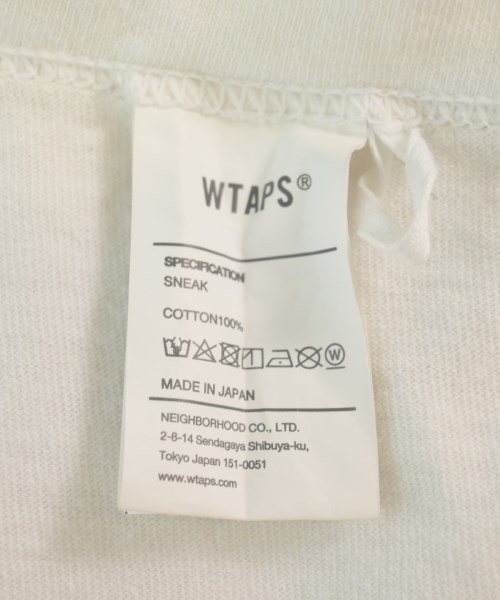 WTAPS®
SPECIFICATION
SNEAK
COTTON100%
W
MADE IN JAPAN
NEIGHBORHOOD CO., LTD.
2-8-14 Sendagaya Shibuya-ku,
Tokyo Japan 151-0051
www.wtaps.com